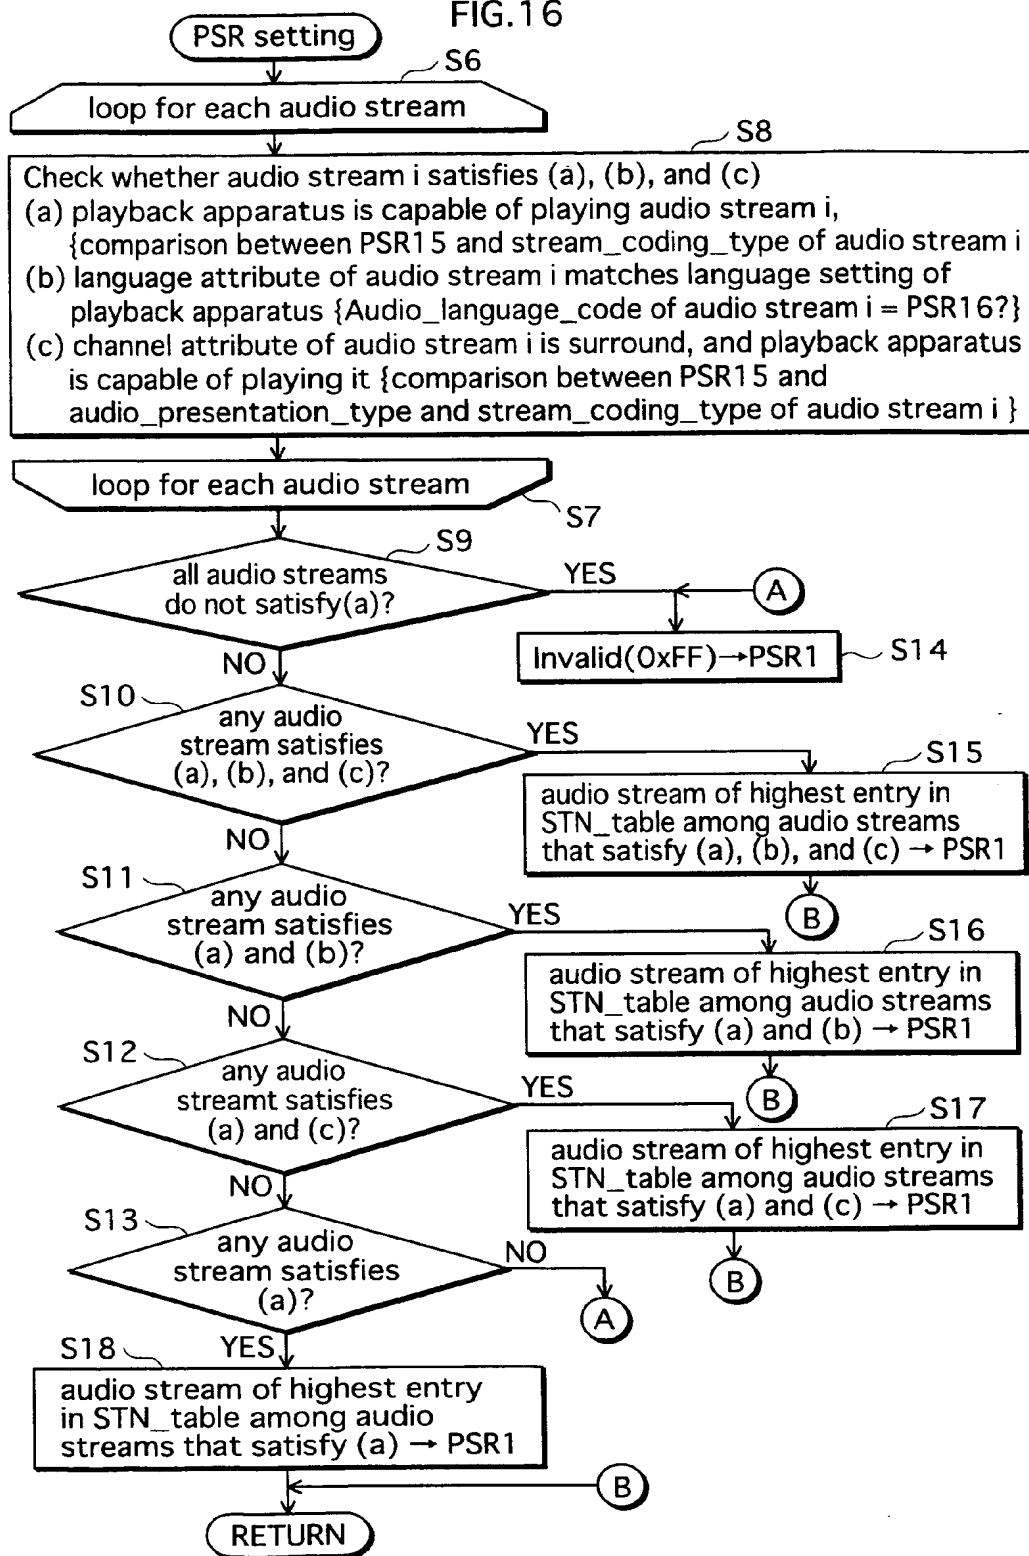 FIG.16
PSR setting
S6
loop for each audio stream
S8
Check whether audio stream i satisfies (a), (b), and (c)
(a) playback apparatus is capable of playing audio stream i,
{comparison between PSR15 and stream_coding_type of audio stream i
(b) language attribute of audio stream i matches language setting of
playback apparatus {Audio_language_code of audio stream i = PSR16?}
(c) channel attribute of audio stream i is surround, and playback apparatus
is capable of playing it {comparison between PSR15 and
audio_presentation_type and stream_coding_type of audio stream i }
loop for each audio stream
S7
S9
all audio streams
do not satisfy(a)?
YES
A
Invalid(0xFF)→PSR1
S14
NO
S10
any audio
stream satisfies
(a), (b), and (c)?
YES
S15
audio stream of highest entry in
STN_table among audio streams
that satisfy (a), (b), and (c) → PSR1
B
NO
S11
any audio
stream satisfies
(a) and (b)?
YES
S16
audio stream of highest entry in
STN_table among audio streams
that satisfy (a) and (b) → PSR1
B
NO
S12
any audio
streamt satisfies
(a) and (c)?
YES
S17
audio stream of highest entry in
STN_table among audio streams
that satisfy (a) and (c) → PSR1
B
NO
S13
any audio
stream satisfies
(a)?
NO
A
YES
S18
audio stream of highest entry
in STN_table among audio
streams that satisfy (a) → PSR1
B
RETURN